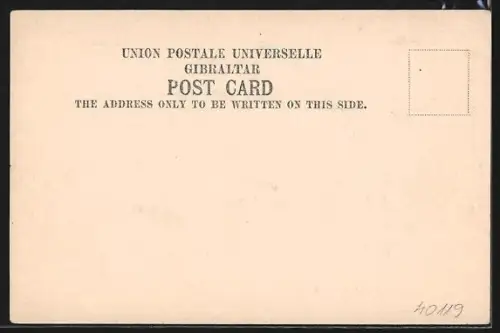 UNION POSTALE UNIVERSELLE
GIBRALTAR
POST CARD
THE ADDRESS ONLY TO BE WRITTEN ON THIS SIDE.
40119